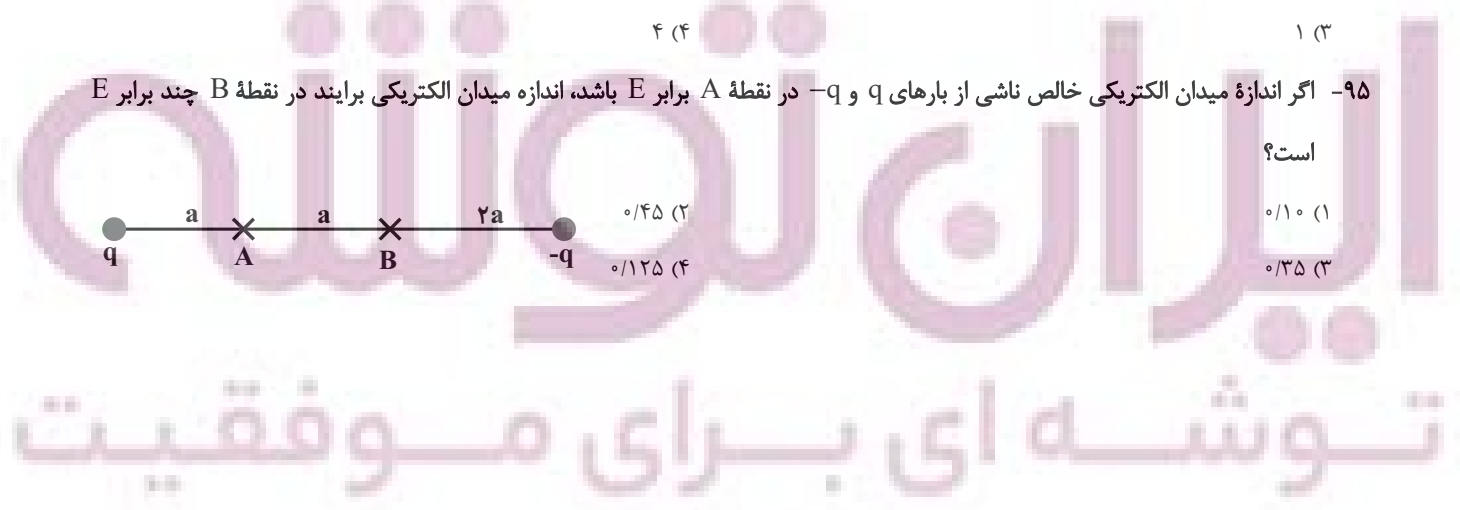 ۳) ۱ ۴) ۴
۹۵- اگر اندازهٔ میدان الکتریکی خالص ناشی از بارهای q و q− در نقطهٔ A برابر E باشد، اندازه میدان الکتریکی برایند در نقطهٔ B چند برابر E
است؟
۱) ۰/۱۰ ۲) ۰/۴۵
۳) ۰/۳۵ ۴) ۰/۱۲۵
a a ۲a
q A B -q
ایران توشه
توشه ای برای موفقیت